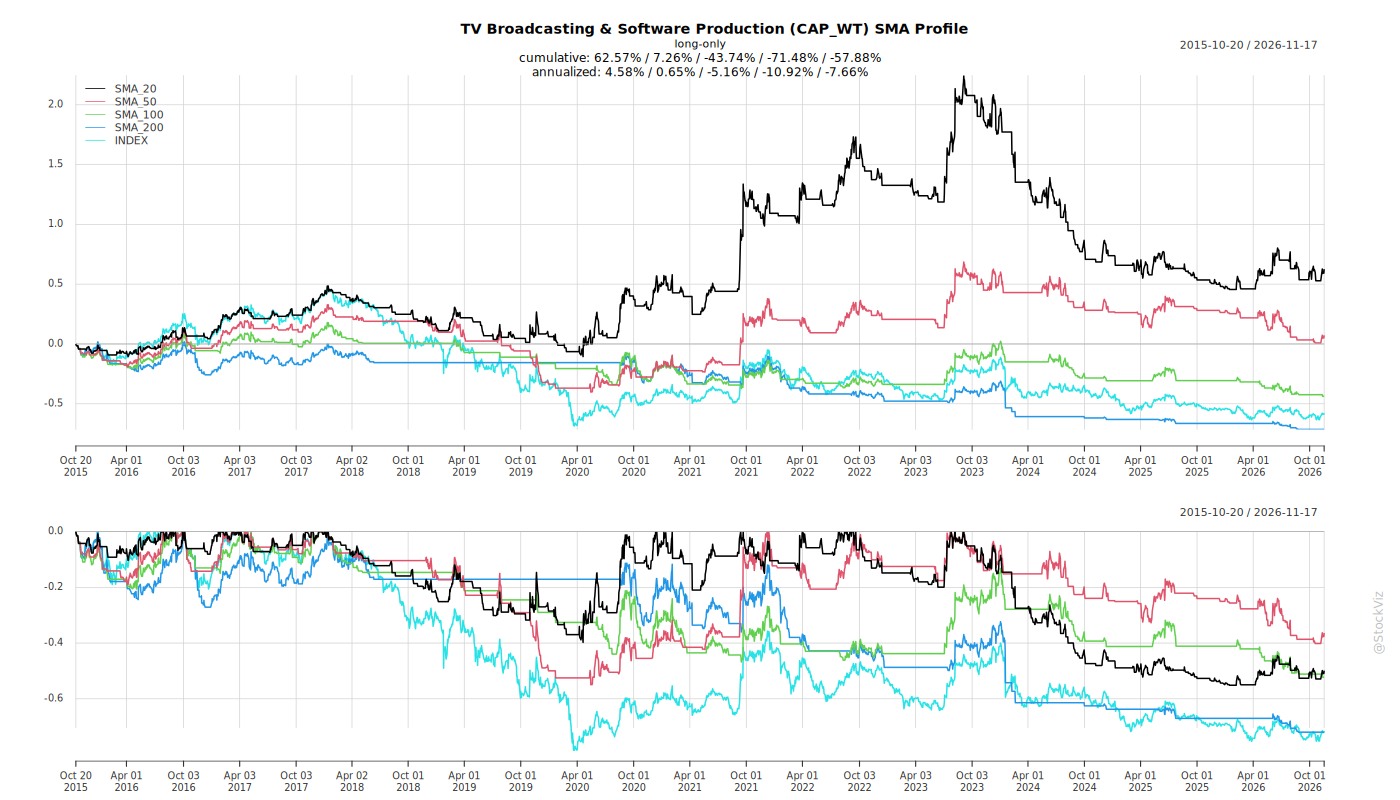 TV Broadcasting & Software Production (CAP_WT) SMA Profile
long-only
2015-10-20 / 2026-11-17
cumulative: 62.57% / 7.26% / -43.74% / -71.48% / -57.88%
annualized: 4.58% / 0.65% / -5.16% / -10.92% / -7.66%
SMA_20
SMA_50
SMA_100
SMA_200
INDEX
2.0
1.5
1.0
0.5
0.0
-0.5
Oct 20 Apr 01 Oct 03 Apr 03 Oct 03 Apr 02 Oct 01 Apr 01 Oct 01 Apr 01 Oct 01 Apr 01 Oct 01 Apr 01 Oct 03 Apr 03 Oct 03 Apr 01 Oct 01 Apr 01 Oct 01 Apr 01 Oct 01
2015 2016 2016 2017 2017 2018 2018 2019 2019 2020 2020 2021 2021 2022 2022 2023 2023 2024 2024 2025 2025 2026 2026
2015-10-20 / 2026-11-17
0.0
-0.2
-0.4
-0.6
Oct 20 Apr 01 Oct 03 Apr 03 Oct 03 Apr 02 Oct 01 Apr 01 Oct 01 Apr 01 Oct 01 Apr 01 Oct 01 Apr 01 Oct 03 Apr 03 Oct 03 Apr 01 Oct 01 Apr 01 Oct 01 Apr 01 Oct 01
2015 2016 2016 2017 2017 2018 2018 2019 2019 2020 2020 2021 2021 2022 2022 2023 2023 2024 2024 2025 2025 2026 2026
@StockViz